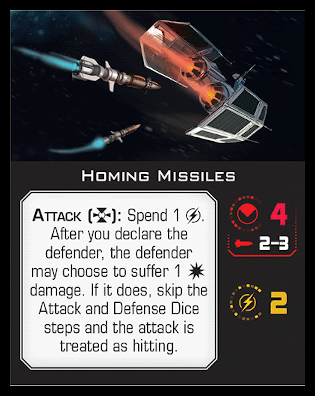 Homing Missiles
Attack ( ): Spend 1 .
After you declare the
defender, the defender
may choose to suffer 1
damage. If it does, skip the
Attack and Defense Dice
steps and the attack is
treated as hitting.
4
2–3
2